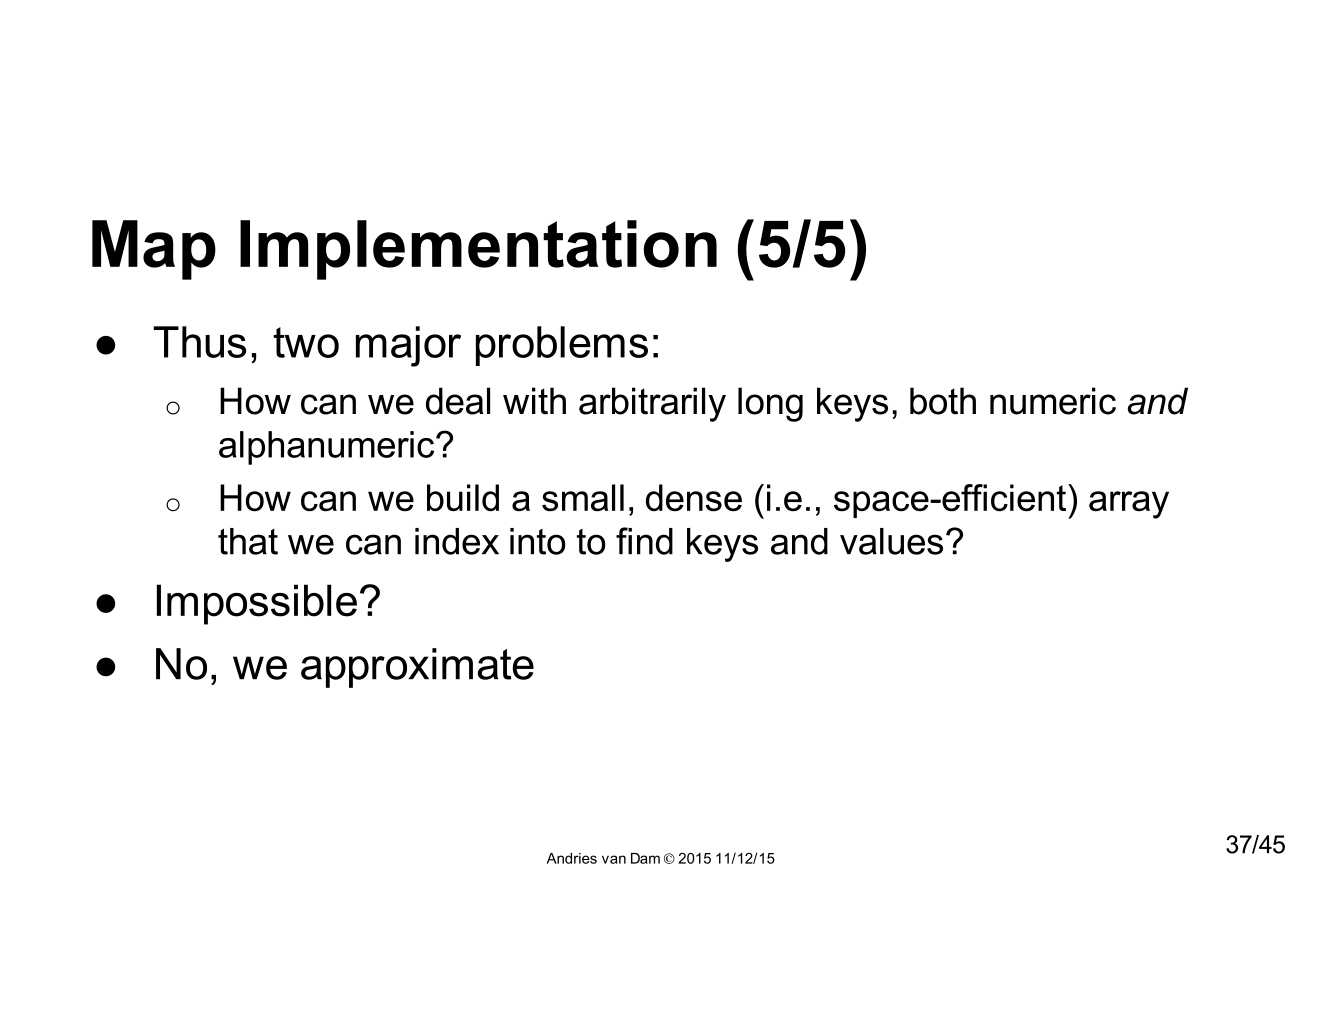 Map Implementation (5/5)
● Thus, two major problems:
○ How can we deal with arbitrarily long keys, both numeric and
alphanumeric?
○ How can we build a small, dense (i.e., space-efficient) array
that we can index into to find keys and values?
● Impossible?
● No, we approximate
37/45
Andries van Dam © 2015 11/12/15